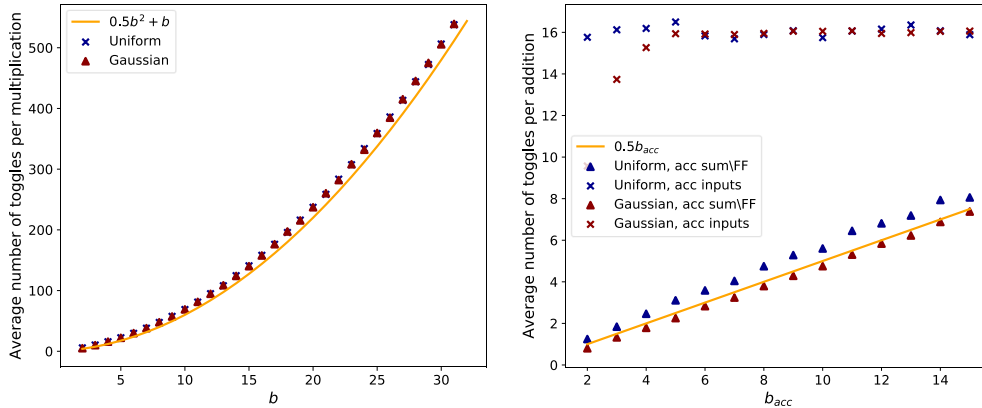 Average number of toggles per multiplication
500
400
300
200
100
0
0.5b² + b
Uniform
Gaussian
5
10
15
20
25
30
b
Average number of toggles per addition
16
14
12
10
8
6
4
2
0
0.5b_acc
Uniform, acc sum\FF
Uniform, acc inputs
Gaussian, acc sum\FF
Gaussian, acc inputs
2
4
6
8
10
12
14
b_acc